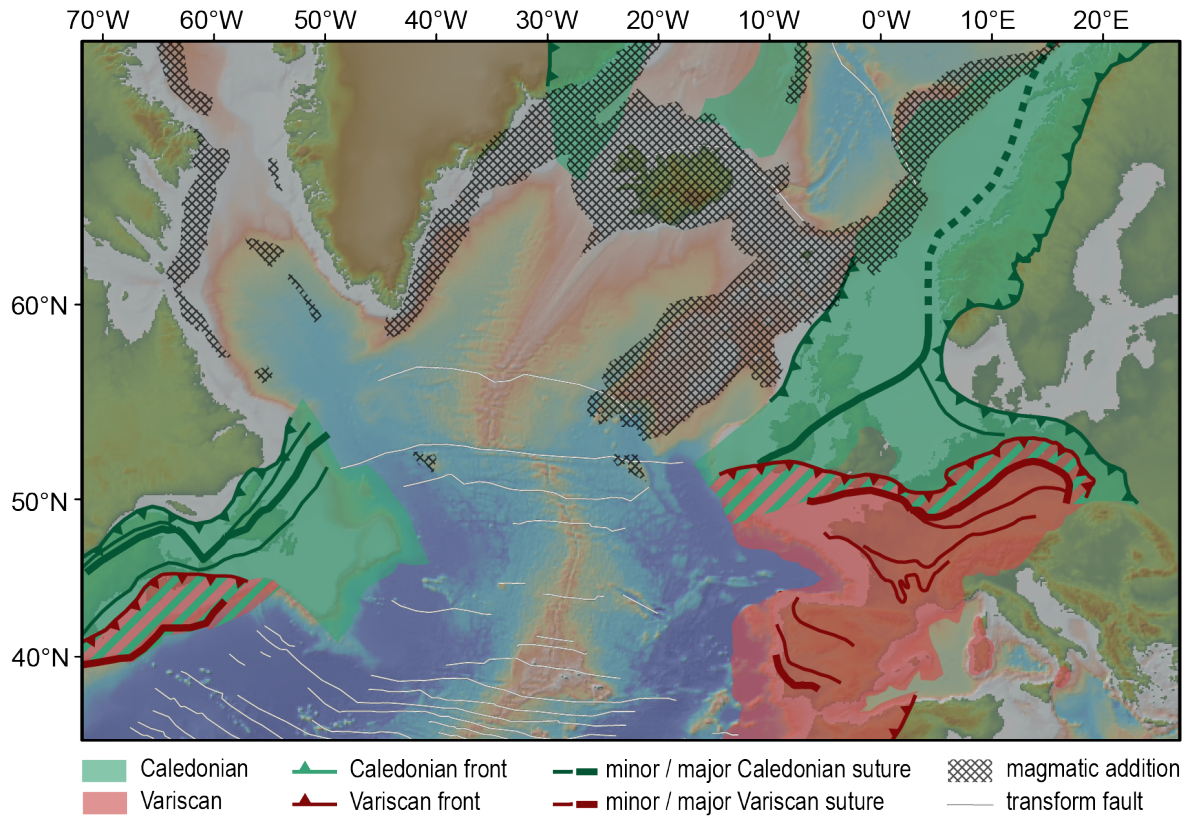 70°W 60°W 50°W 40°W 30°W 20°W 10°W 0°W 10°E 20°E
60°N
50°N
40°N
Caledonian Caledonian front minor / major Caledonian suture magmatic addition
Variscan Variscan front minor / major Variscan suture transform fault